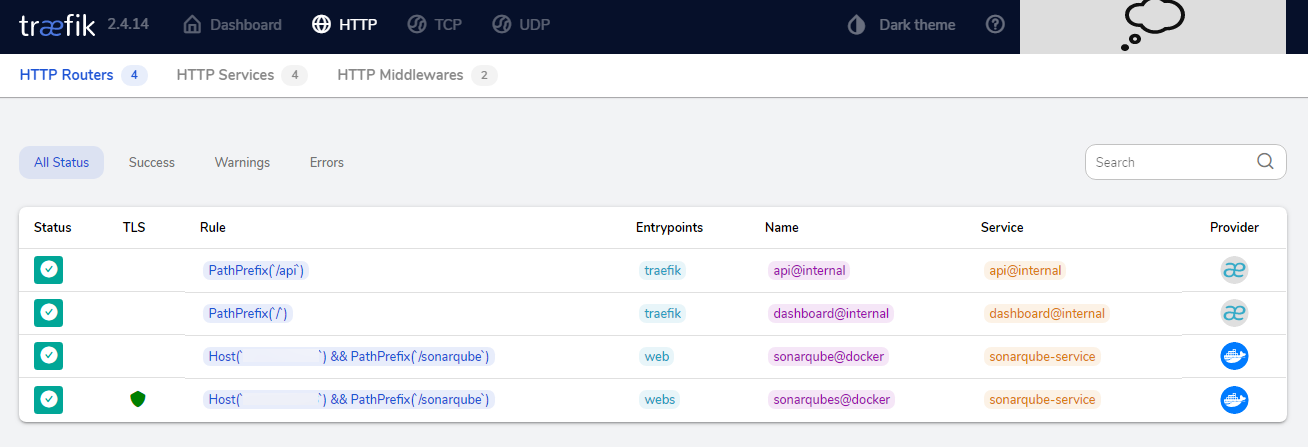 træfik 2.4.14 Dashboard HTTP TCP UDP Dark theme
HTTP Routers 4 HTTP Services 4 HTTP Middlewares 2
All Status Success Warnings Errors Search
Status TLS Rule Entrypoints Name Service Provider
PathPrefix(`/api`) traefik api@internal api@internal æ
PathPrefix(`/`) traefik dashboard@internal dashboard@internal æ
Host(` `) && PathPrefix(`/sonarqube`) web sonarqube@docker sonarqube-service
Host(` `) && PathPrefix(`/sonarqube`) webs sonarqubes@docker sonarqube-service